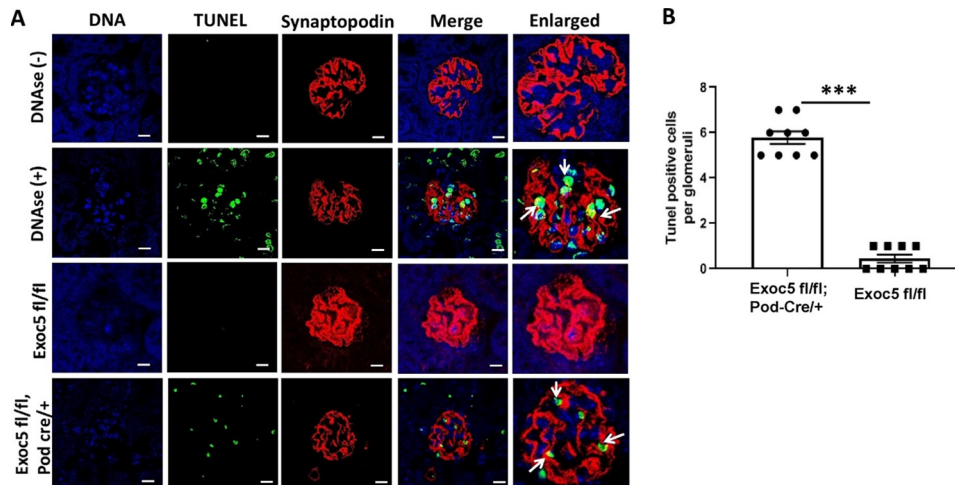 A
DNA TUNEL Synaptopodin Merge Enlarged
DNAse (-)
DNAse (+)
Exoc5 fl/fl
Exoc5 fl/fl,
Pod cre/+
B
***
Tunel positive cells
per glomeruli
8
6
4
2
0
Exoc5 fl/fl;
Pod-Cre/+
Exoc5 fl/fl